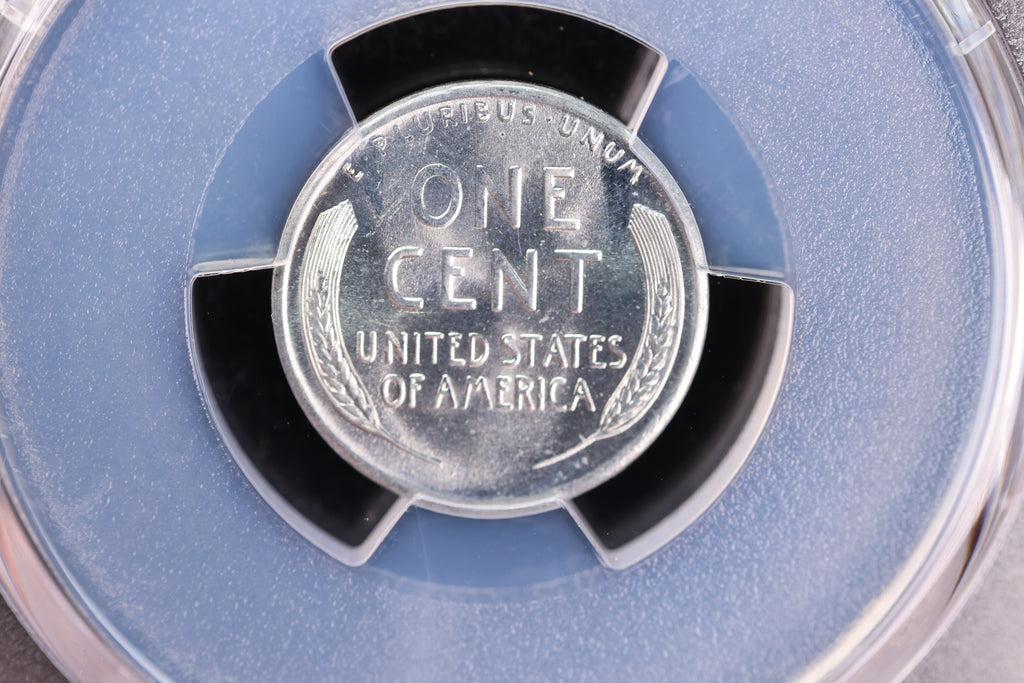 E PLURIBUS · UNUM
ONE
CENT
UNITED STATES
OF AMERICA